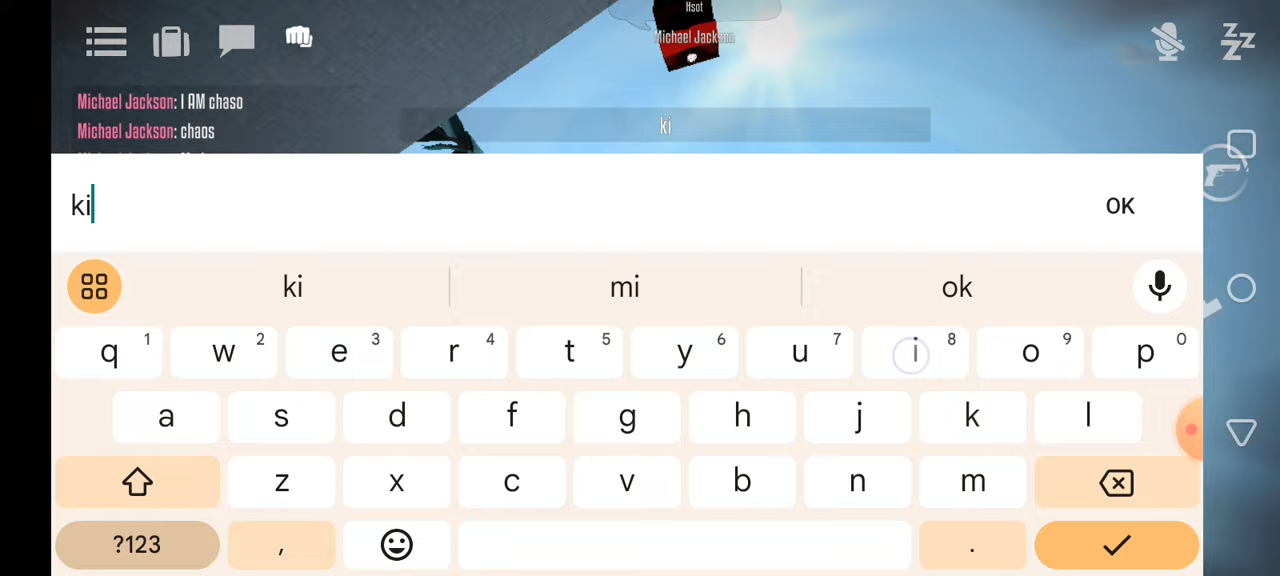 Hsot
Michael Jackson
Michael Jackson: I AM chaso
Michael Jackson: chaos
ki
ki
OK
ki mi ok
q 1 w 2 e 3 r 4 t 5 y 6 u 7 i 8 o 9 p 0
a s d f g h j k l
z x c v b n m
?123 , .